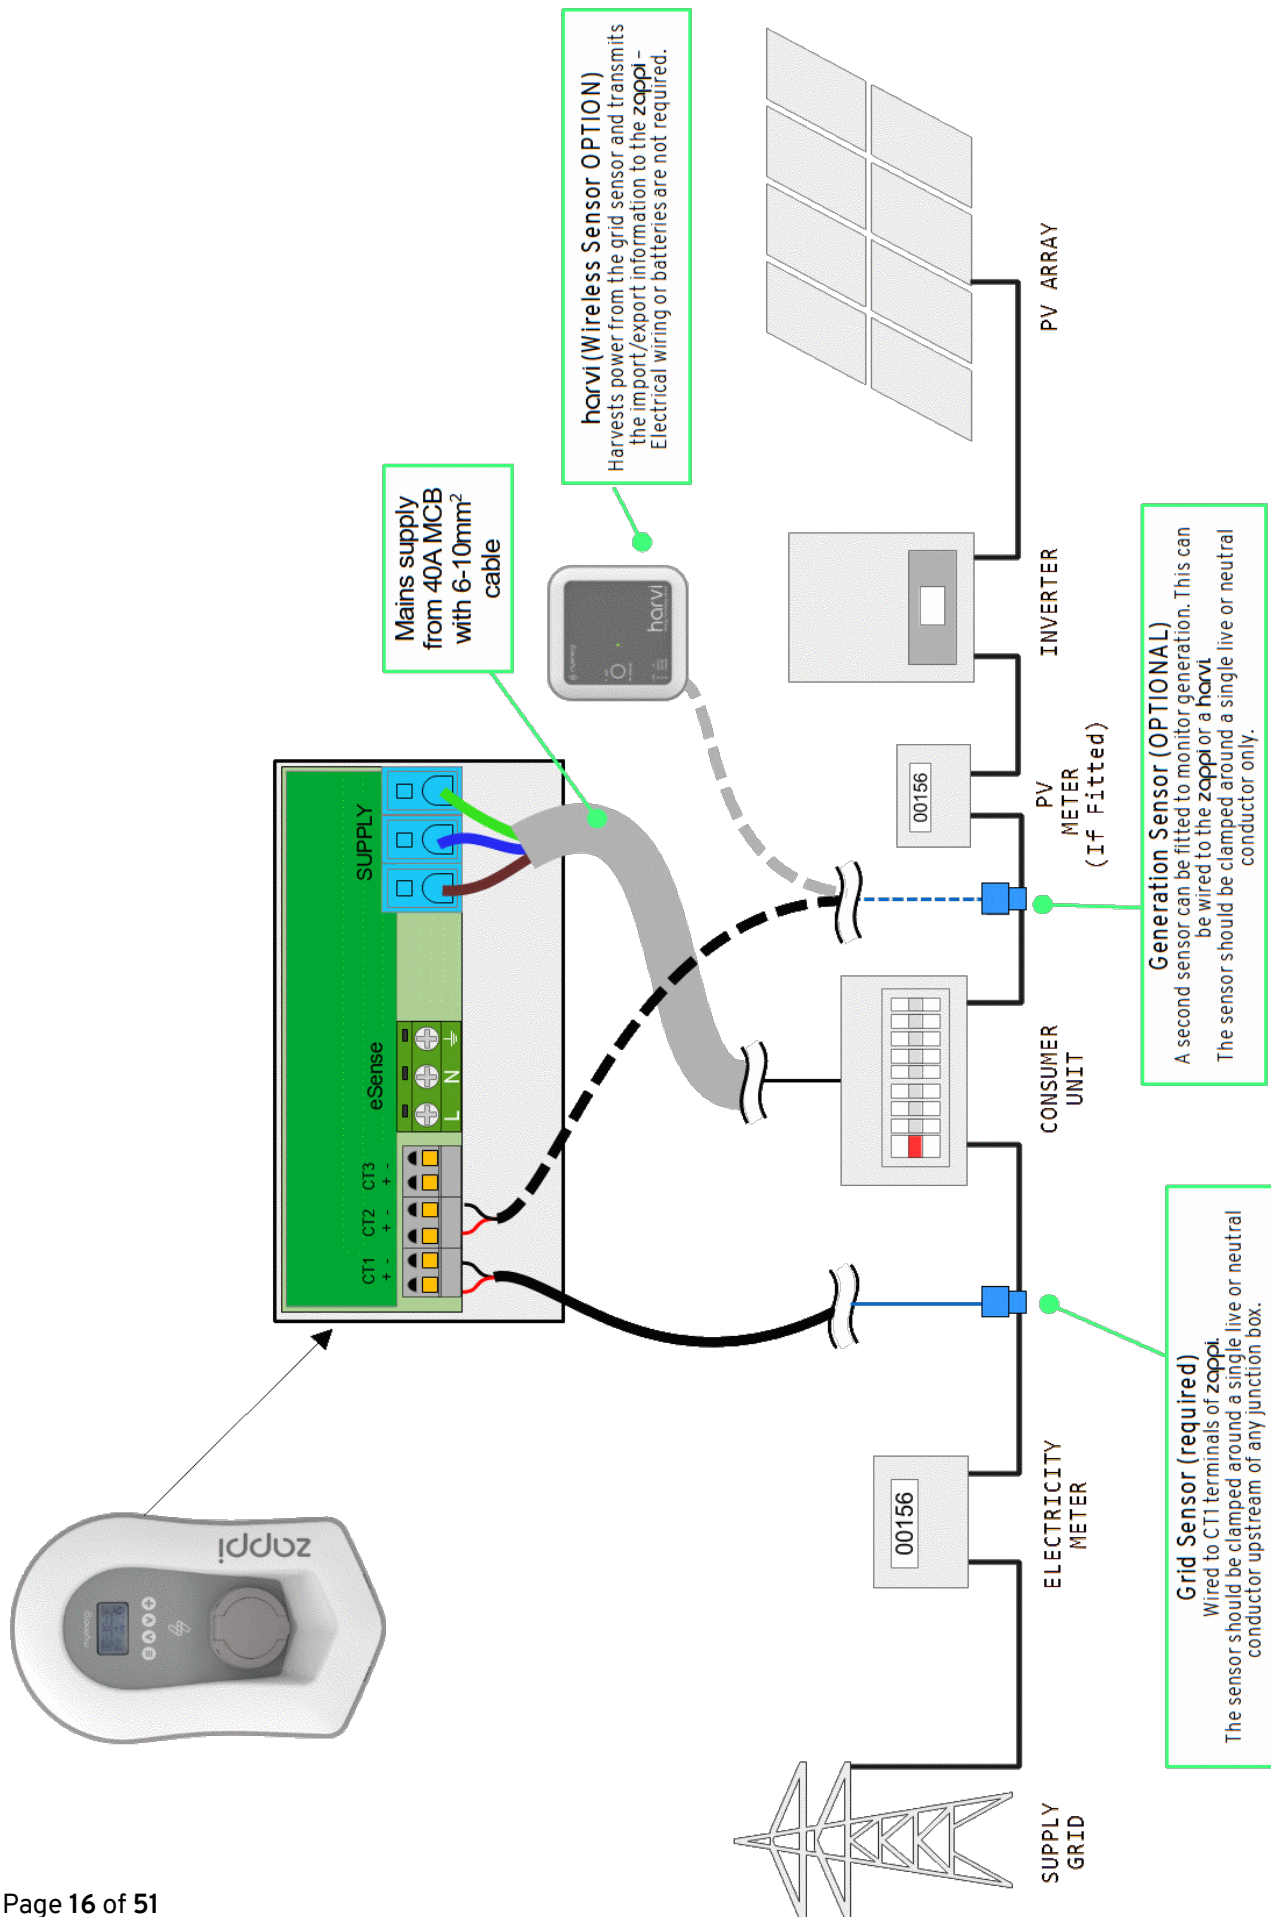 harvi (Wireless Sensor OPTION)
Harvests power from the grid sensor and transmits
the import/export information to the zappi –
Electrical wiring or batteries are not required.
Mains supply
from 40A MCB
with 6-10mm²
cable
myenergi
harvi
SUPPLY
eSense
L N
CT1 CT2 CT3
+ - + - + -
myenergi
zappi
00156
00156
SUPPLY
GRID
ELECTRICITY
METER
CONSUMER
UNIT
PV
METER
(If Fitted)
INVERTER
PV ARRAY
Grid Sensor (required)
Wired to CT1 terminals of zappi.
The sensor should be clamped around a single live or neutral
conductor upstream of any junction box.
Generation Sensor (OPTIONAL)
A second sensor can be fitted to monitor generation. This can
be wired to the zappi or a harvi.
The sensor should be clamped around a single live or neutral
conductor only.
Page 16 of 51